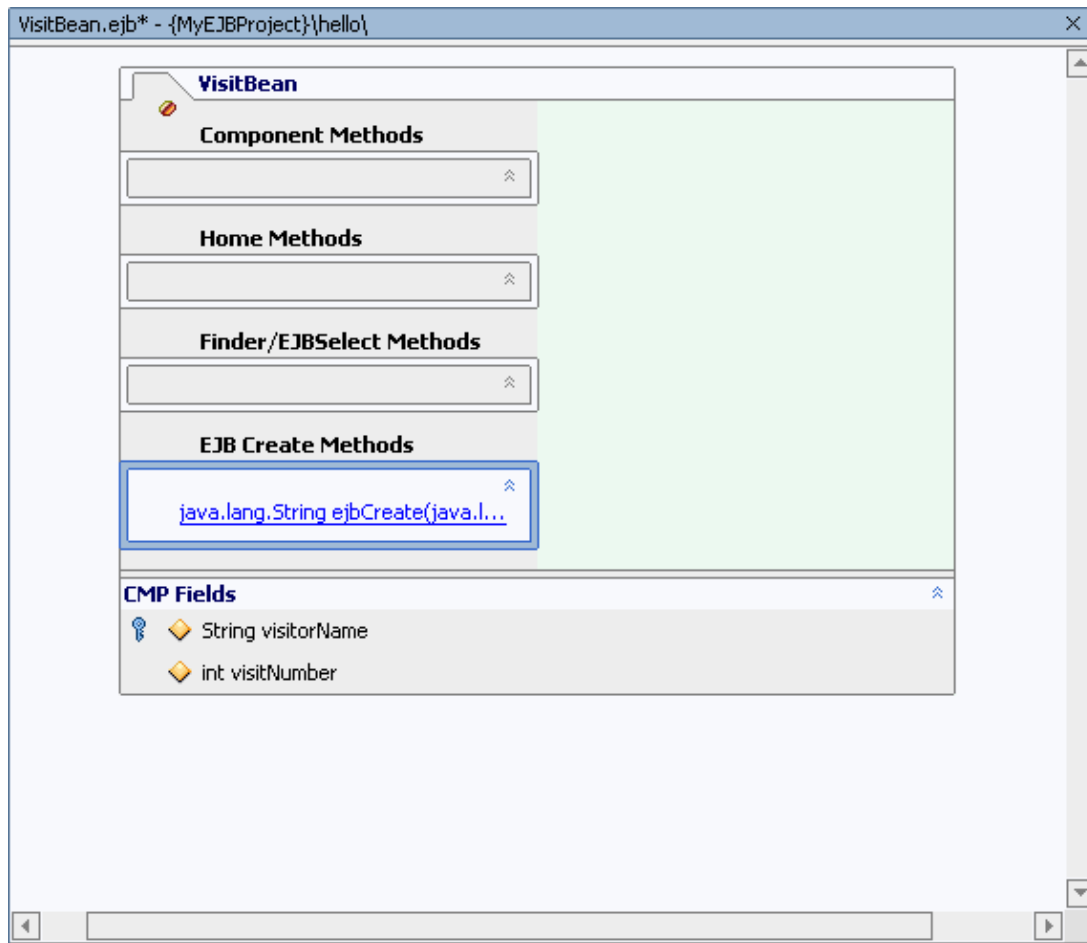 VisitBean.ejb* - {MyEJBProject}\hello\
VisitBean
Component Methods
Home Methods
Finder/EJBSelect Methods
EJB Create Methods
java.lang.String ejbCreate(java.l...
CMP Fields
String visitorName
int visitNumber